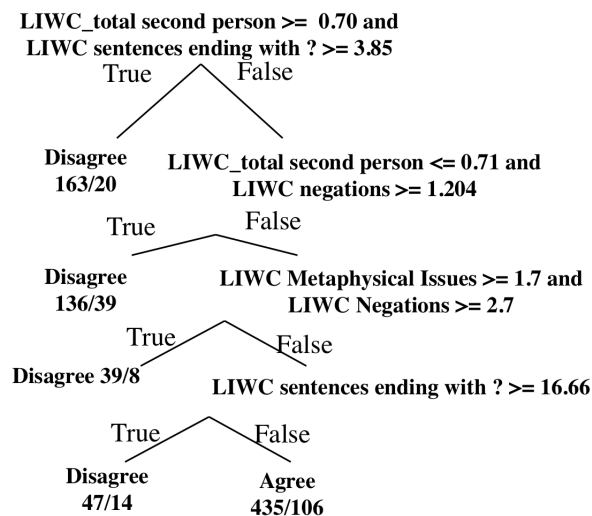 LIWC_total second person >= 0.70 and
LIWC sentences ending with ? >= 3.85
True False
Disagree
163/20
LIWC_total second person <= 0.71 and
LIWC negations >= 1.204
True False
Disagree
136/39
LIWC Metaphysical Issues >= 1.7 and
LIWC Negations >= 2.7
True False
Disagree 39/8
LIWC sentences ending with ? >= 16.66
True False
Disagree
47/14
Agree
435/106